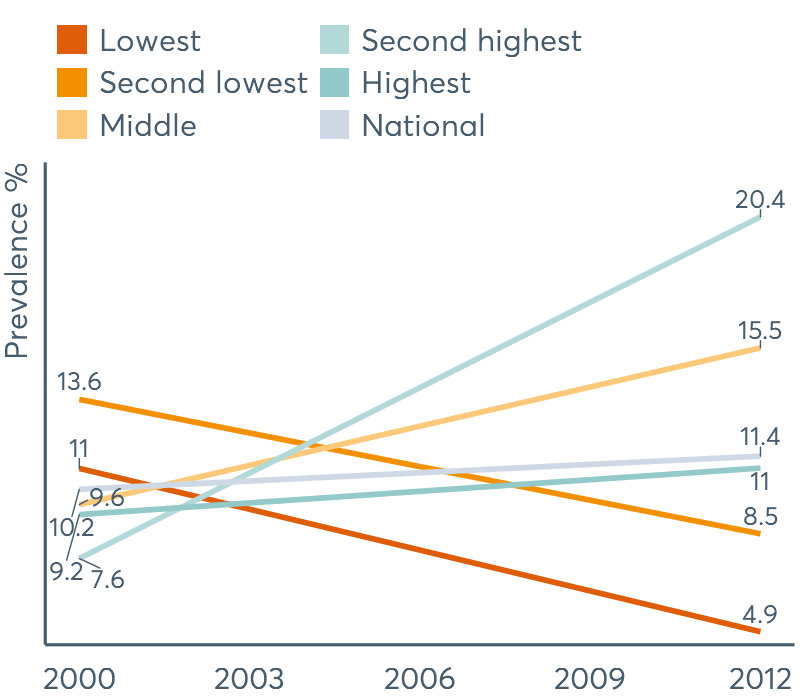 Lowest
Second lowest
Middle
Second highest
Highest
National
Prevalence %
20.4
15.5
13.6
11.4
11
11
9.6
10.2
8.5
9.2
7.6
4.9
2000 2003 2006 2009 2012